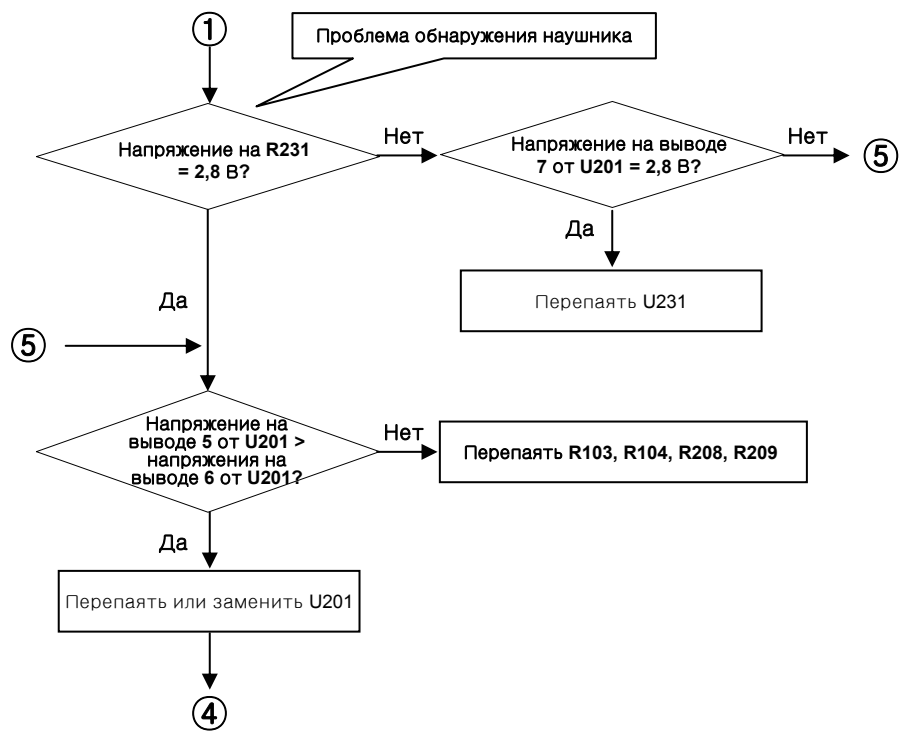 ①
Проблема обнаружения наушника
Напряжение на R231
= 2,8 В?
Нет
Напряжение на выводе
7 от U201 = 2,8 В?
Нет
⑤
Да
Перепаять U231
Да
⑤
Напряжение на
выводе 5 от U201 >
напряжения на
выводе 6 от U201?
Нет
Перепаять R103, R104, R208, R209
Да
Перепаять или заменить U201
④